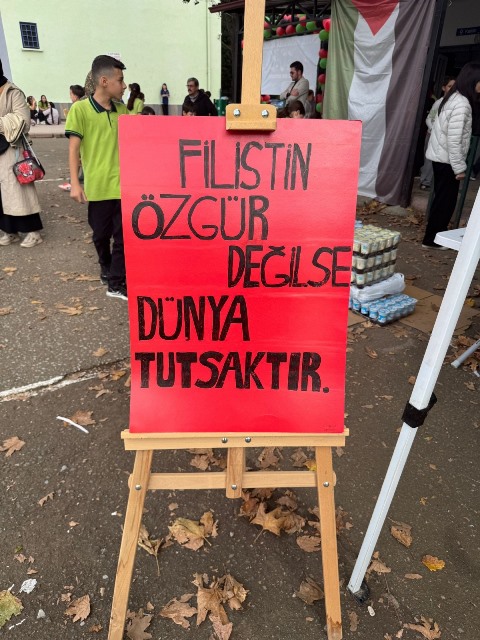 FİLİSTİN
ÖZGÜR
DEĞİLSE
DÜNYA
TUTSAKTIR.